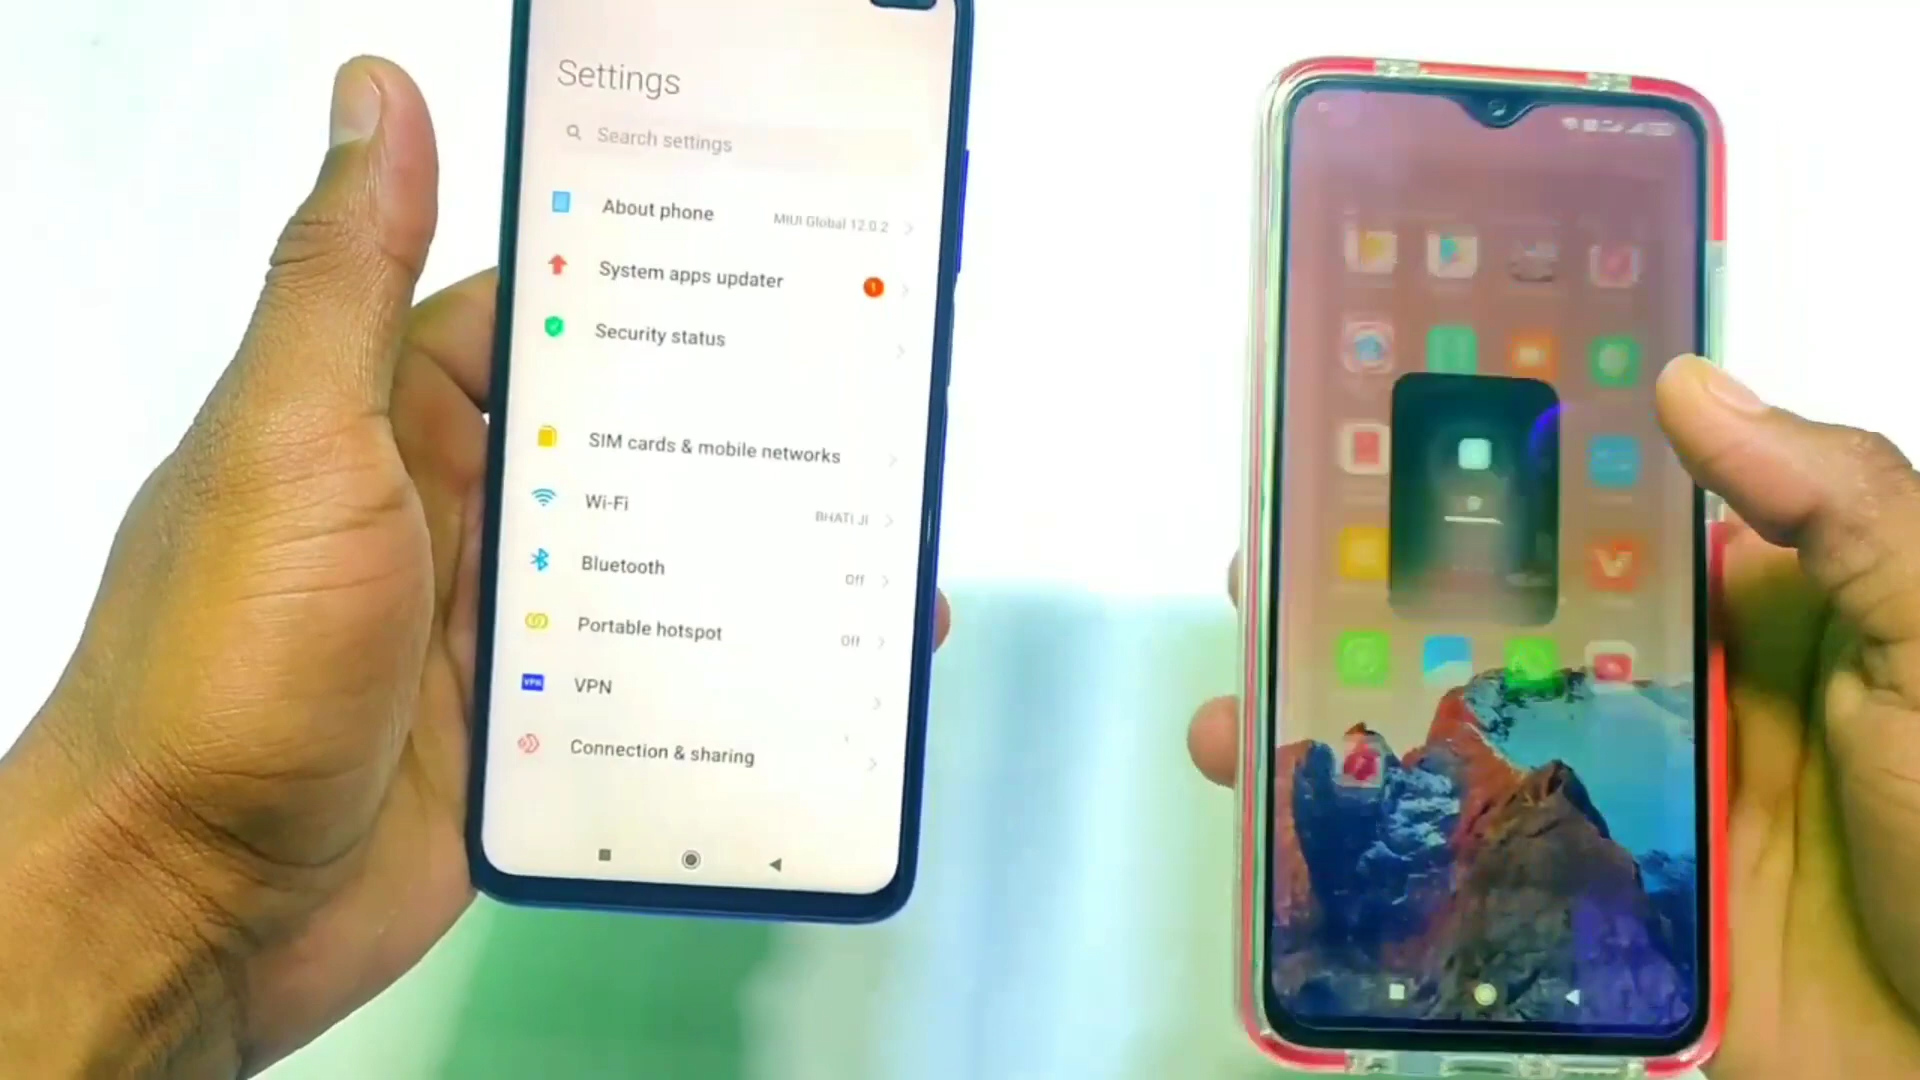 Settings
Search settings
About phone MIUI Global 12.0.2
System apps updater 1
Security status
SIM cards & mobile networks
Wi-Fi BHATI JI
Bluetooth Off
Portable hotspot Off
VPN VPN
Connection & sharing